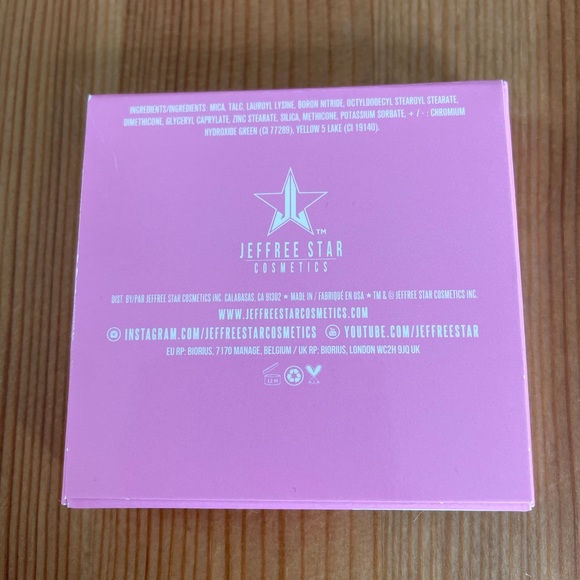 INGREDIENTS/INGREDIENTS: MICA, TALC, LAUROYL LYSINE, BORON NITRIDE, OCTYLDODECYL STEAROYL STEARATE,
DIMETHICONE, GLYCERYL CAPRYLATE, ZINC STEARATE, SILICA, METHICONE, POTASSIUM SORBATE, + / - : CHROMIUM
HYDROXIDE GREEN (CI 77289), YELLOW 5 LAKE (CI 19140).
TM
JEFFREE STAR
COSMETICS
DIST. BY/PAR JEFFREE STAR COSMETICS INC. CALABASAS, CA 91302 ★ MADE IN / FABRIQUÉ EN USA ★ TM & © JEFFREE STAR COSMETICS INC.
WWW.JEFFREESTARCOSMETICS.COM
INSTAGRAM.COM/JEFFREESTARCOSMETICS YOUTUBE.COM/JEFFREESTAR
EU RP: BIORIUS, 7170 MANAGE, BELGIUM / UK RP: BIORIUS, LONDON WC2H 9JQ UK